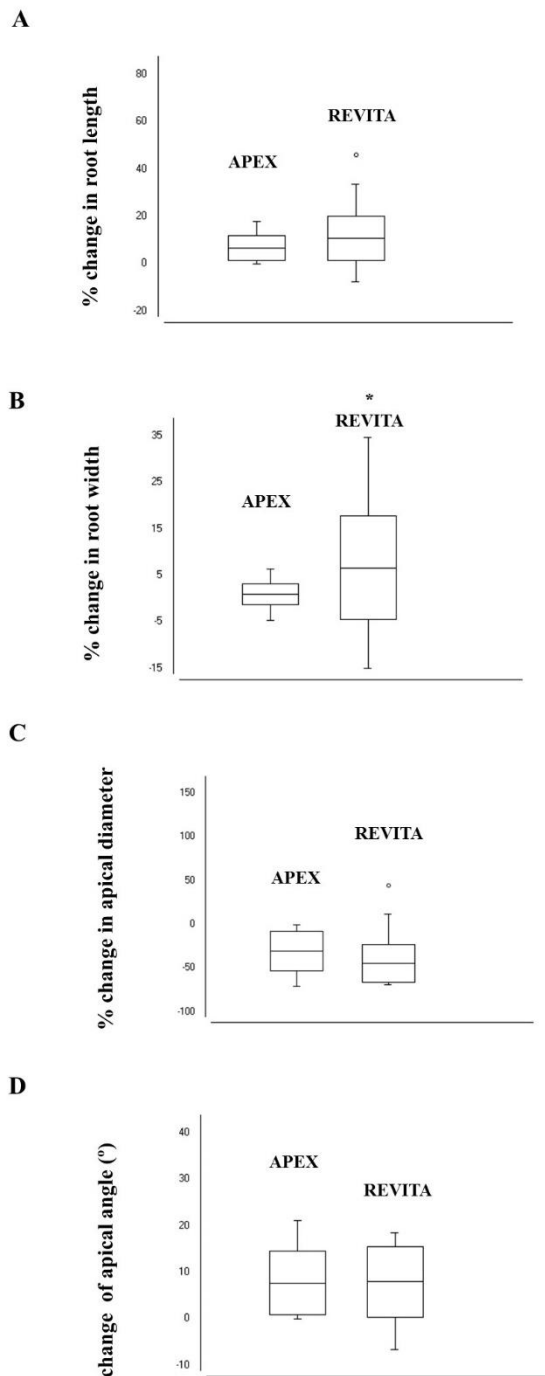 A
% change in root length
80
60
40
20
0
-20
APEX
REVITA
B
% change in root width
35
25
15
5
-5
-15
APEX
*
REVITA
C
% change in apical diameter
150
100
50
0
-50
-100
APEX
REVITA
D
change of apical angle (º)
40
30
20
10
0
-10
APEX
REVITA